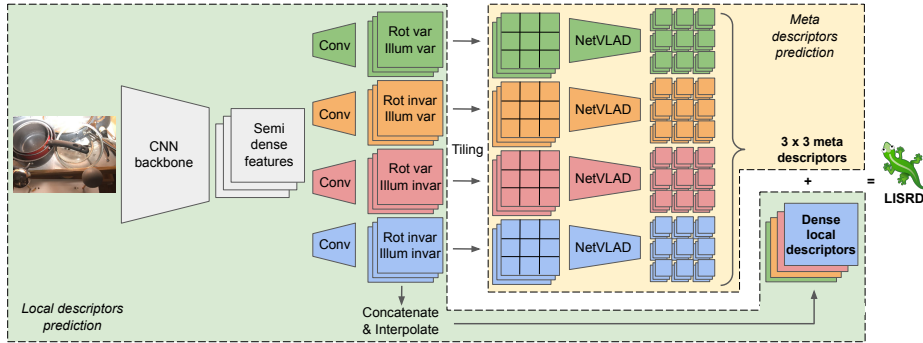 Conv
Rot var
Illum var
NetVLAD
Meta
descriptors
prediction
CNN
backbone
Semi
dense
features
Conv
Rot invar
Illum var
NetVLAD
Tiling
3 x 3 meta
descriptors
Conv
Rot var
Illum invar
NetVLAD
+
=
LISRD
Conv
Rot invar
Illum invar
NetVLAD
Dense
local
descriptors
Local descriptors
prediction
Concatenate
& Interpolate